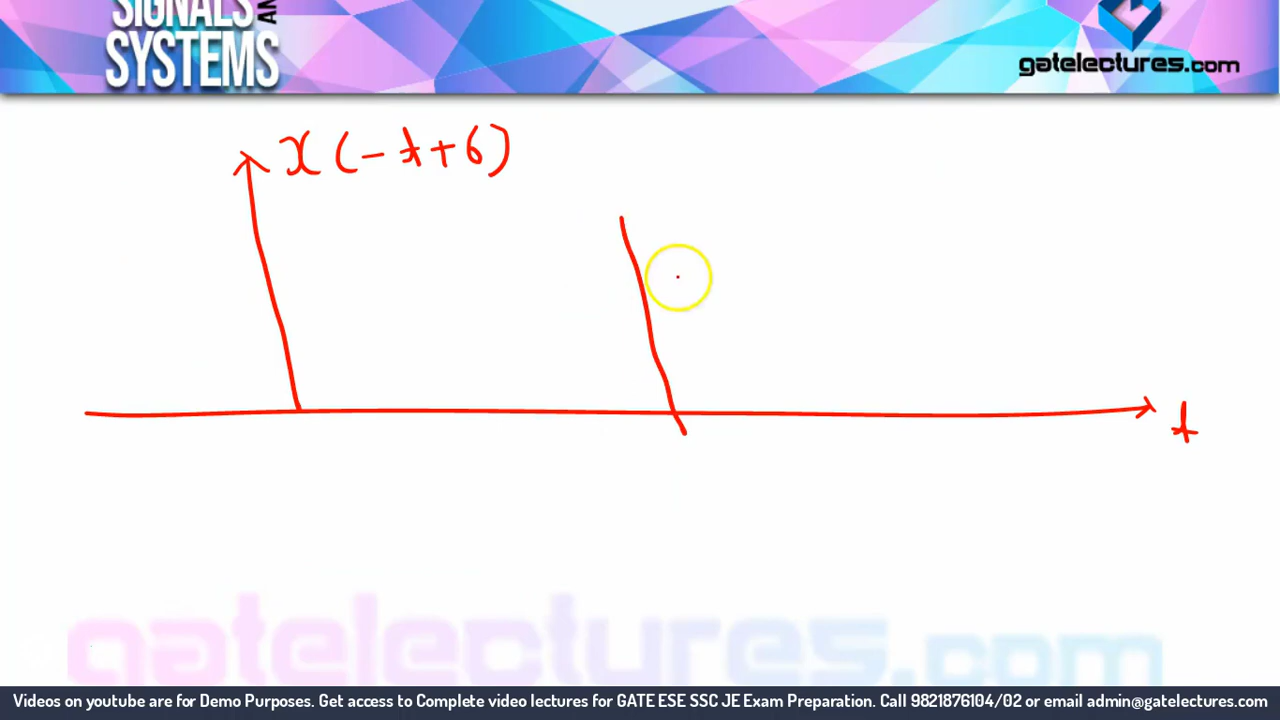 SIGNALS AND
SYSTEMS
gatelectures.com
x(-t+6)
t
gatelectures.com
Videos on youtube are for Demo Purposes. Get access to Complete video lectures for GATE ESE SSC JE Exam Preparation. Call 9821876104/02 or email admin@gatelectures.com